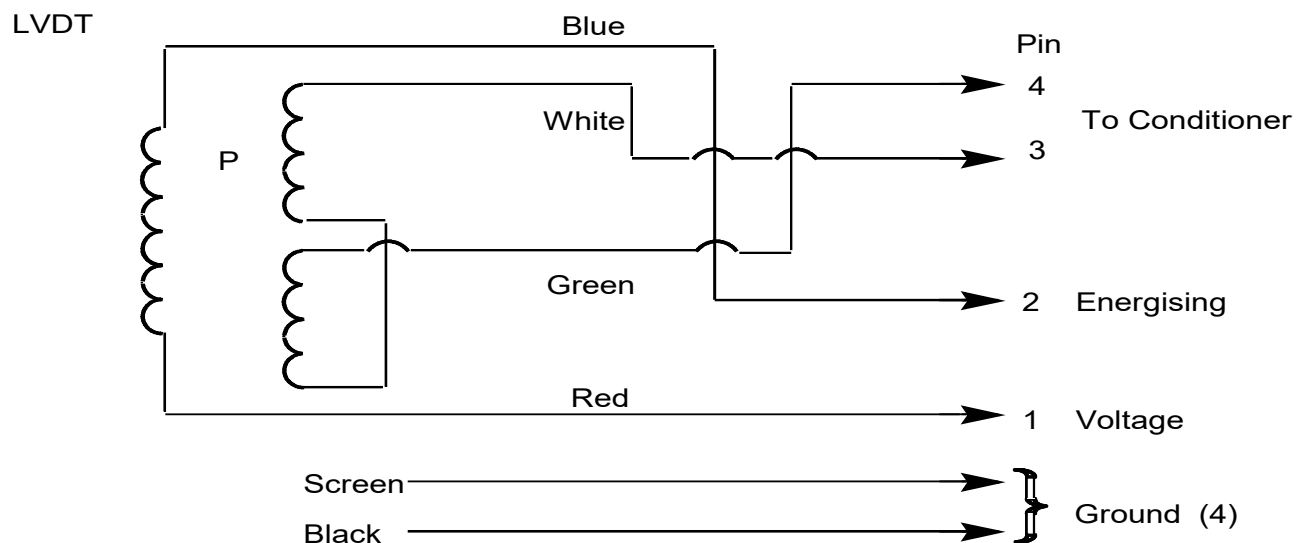 LVDT
Blue
Pin
4
White
To Conditioner
3
P
Green
2 Energising
Red
1 Voltage
Screen
Ground (4)
Black